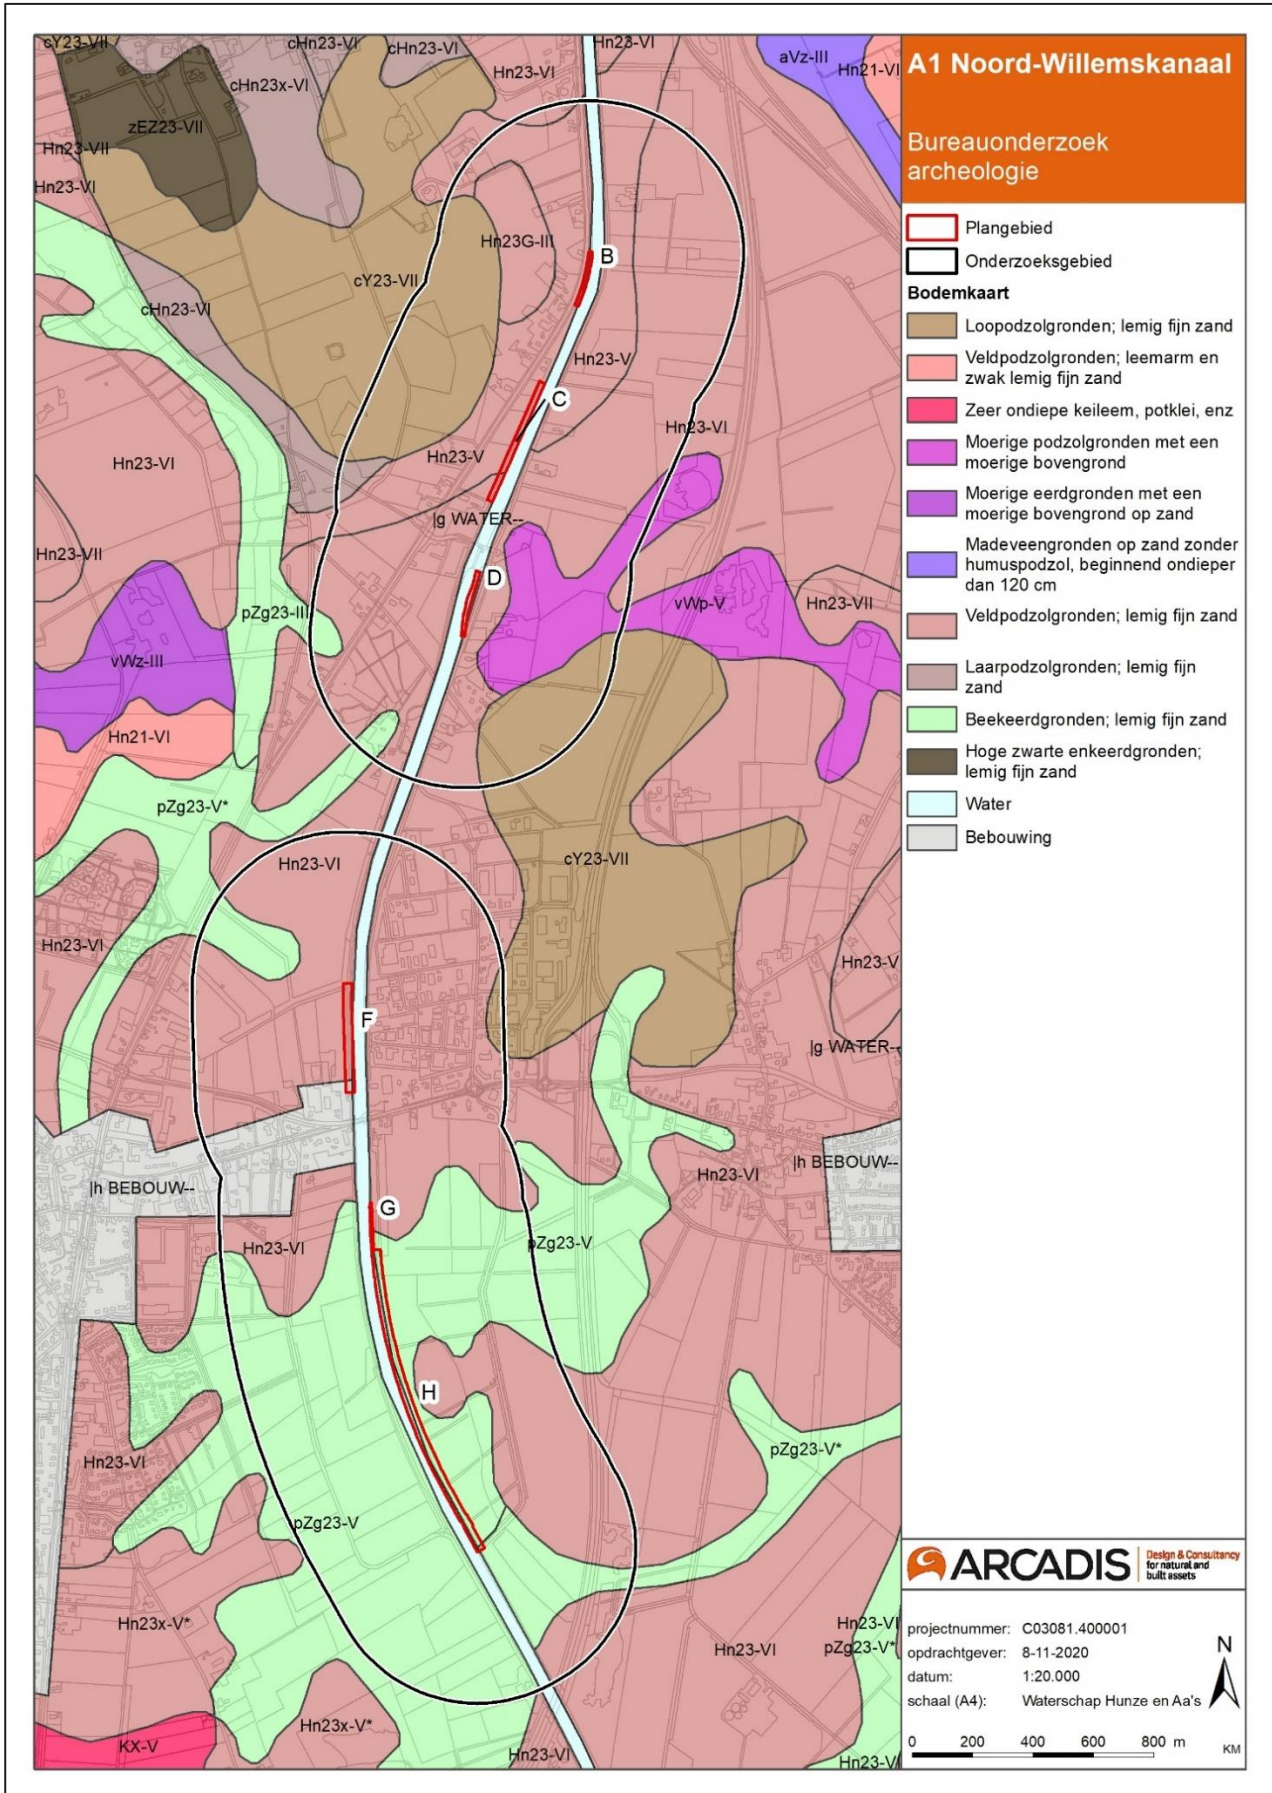 A1 Noord-Willemskanaal
Bureauonderzoek
archeologie
Plangebied
Onderzoeksgebied
Bodemkaart
Loopodzolgronden; lemig fijn zand
Veldpodzolgronden; leemarm en
zwak lemig fijn zand
Zeer ondiepe keileem, potklei, enz
Moerige podzolgronden met een
moerige bovengrond
Moerige eerdgronden met een
moerige bovengrond op zand
Madeveengronden op zand zonder
humuspodzol, beginnend ondieper
dan 120 cm
Veldpodzolgronden; lemig fijn zand
Laarpodzolgronden; lemig fijn
zand
Beekeerdgronden; lemig fijn zand
Hoge zwarte enkeerdgronden;
lemig fijn zand
Water
Bebouwing
ARCADIS
Design & Consultancy
for natural and
built assets
projectnummer: C03081.400001
opdrachtgever: 8-11-2020
datum: 1:20.000
schaal (A4): Waterschap Hunze en Aa's
N
0 200 400 600 800 m
KM
cY23-VII
cHn23-VI
cHn23-VI
Hn23-VI
aVz-III
Hn21-VI
Hn23-VI
cHn23x-VI
zEZ23-VII
Hn23-VII
Hn23-VI
Hn23G-III
B
cY23-VII
cHn23-VI
Hn23-V
C
Hn23-VI
Hn23-V
Hn23-VI
|g WATER--
Hn23-VII
D
pZg23-III
vWp-V
Hn23-VII
vWz-III
Hn21-VI
pZg23-V*
Hn23-VI
cY23-VII
Hn23-VI
Hn23-V
F
|g WATER--
|h BEBOUW--
Hn23-VI
|h BEBOUW--
G
Hn23-VI
pZg23-V
H
Hn23-VI
pZg23-V*
pZg23-V
Hn23x-V*
Hn23-VI
Hn23-VI
pZg23-V*
Hn23x-V*
KX-V
Hn23-VI
Hn23-VI